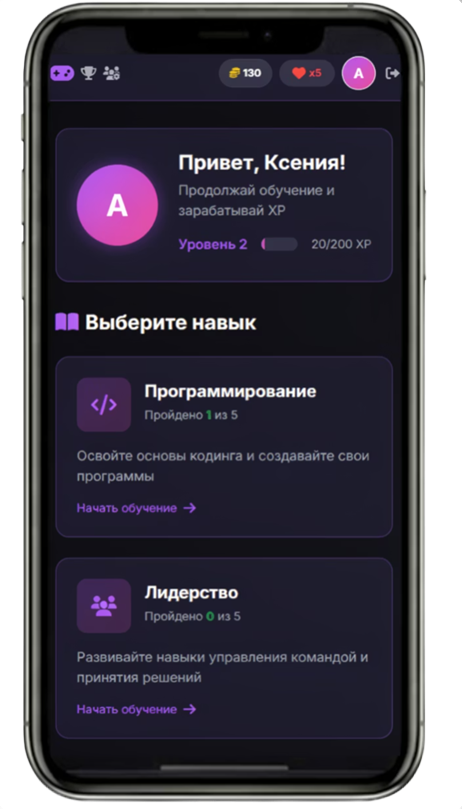 130
x5
A
A
Привет, Ксения!
Продолжай обучение и
зарабатывай XP
Уровень 2 20/200 XP
Выберите навык
</>
Программирование
Пройдено 1 из 5
Освойте основы кодинга и создавайте свои
программы
Начать обучение →
Лидерство
Пройдено 0 из 5
Развивайте навыки управления командой и
принятия решений
Начать обучение →